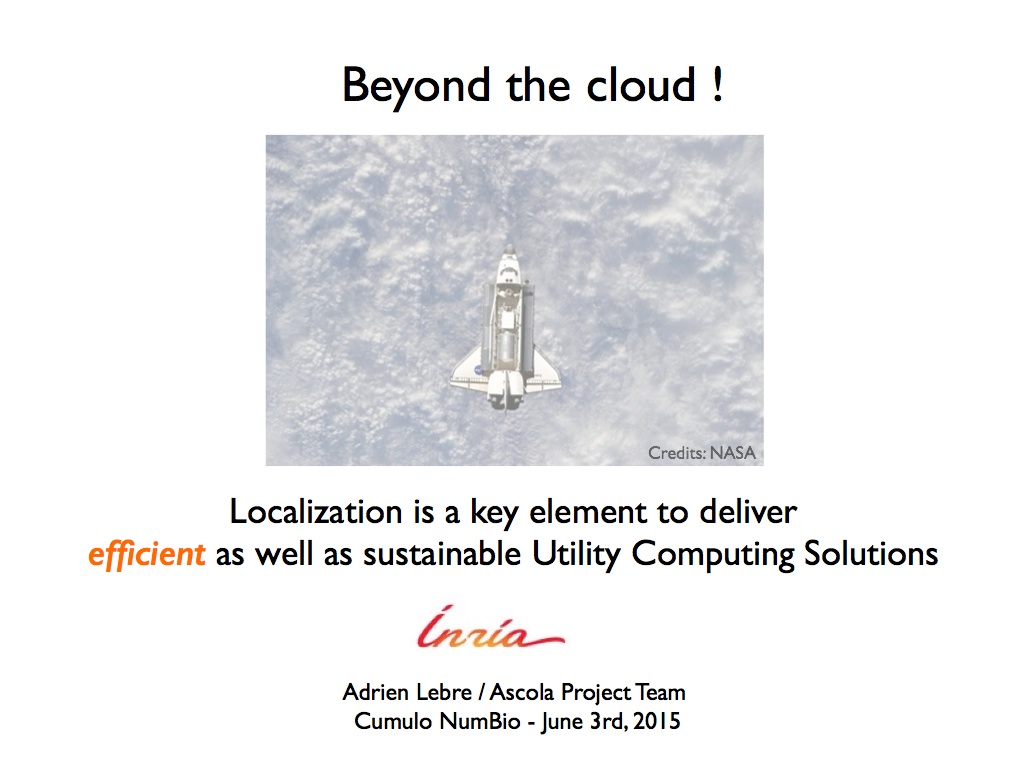 Beyond the cloud !
Credits: NASA
Localization is a key element to deliver
efficient as well as sustainable Utility Computing Solutions
Inria
Adrien Lebre / Ascola Project Team
Cumulo NumBio - June 3rd, 2015